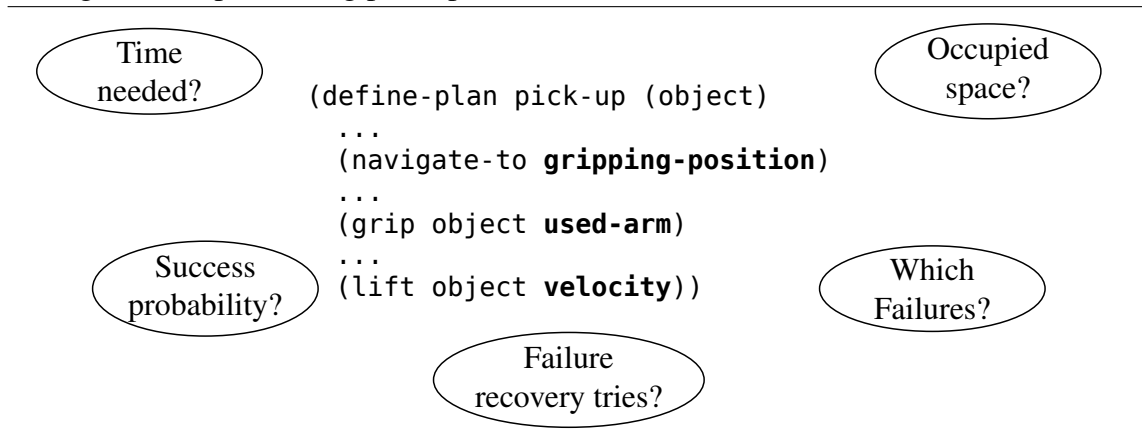 Time
needed?
Occupied
space?
(define-plan pick-up (object)
...
(navigate-to gripping-position)
...
(grip object used-arm)
...
(lift object velocity))
Success
probability?
Which
Failures?
Failure
recovery tries?